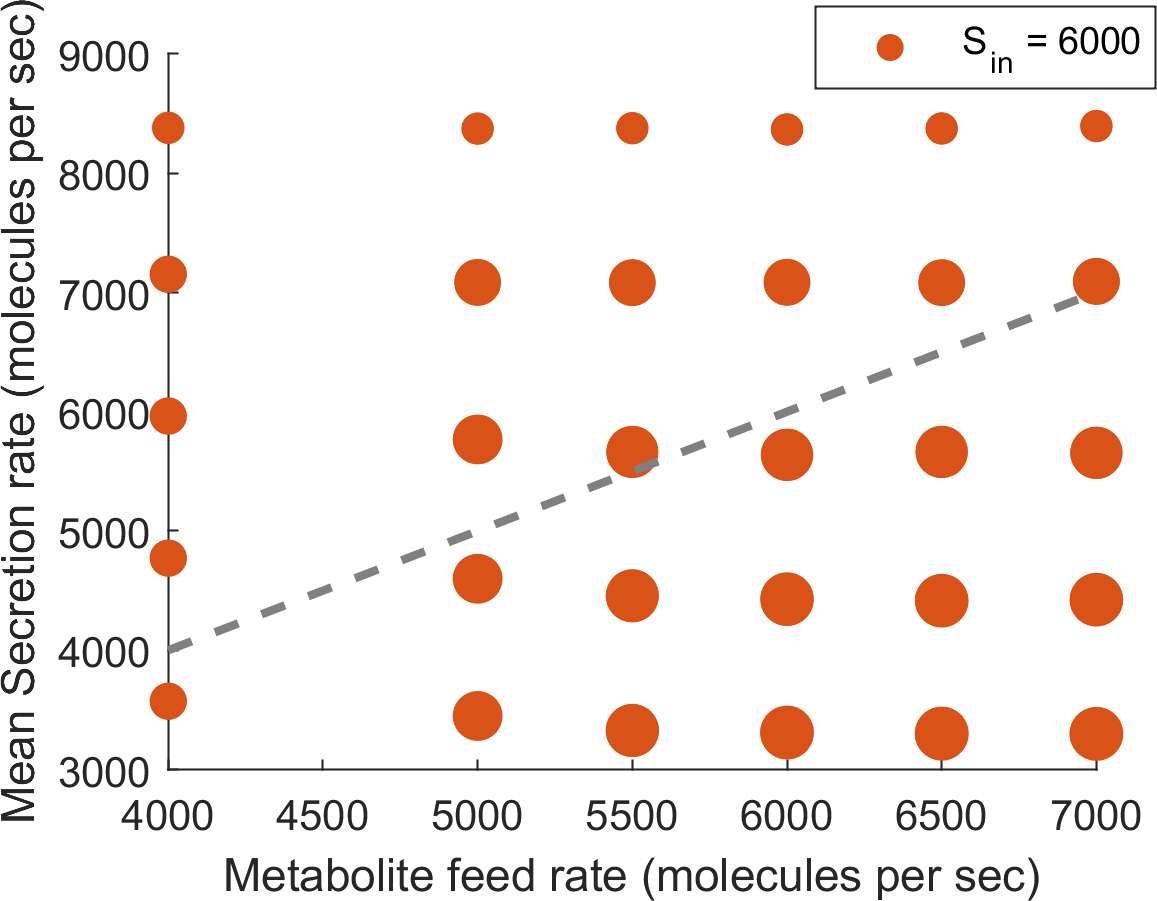 S_in = 6000
Mean Secretion rate (molecules per sec)
9000
8000
7000
6000
5000
4000
3000
4000 4500 5000 5500 6000 6500 7000
Metabolite feed rate (molecules per sec)